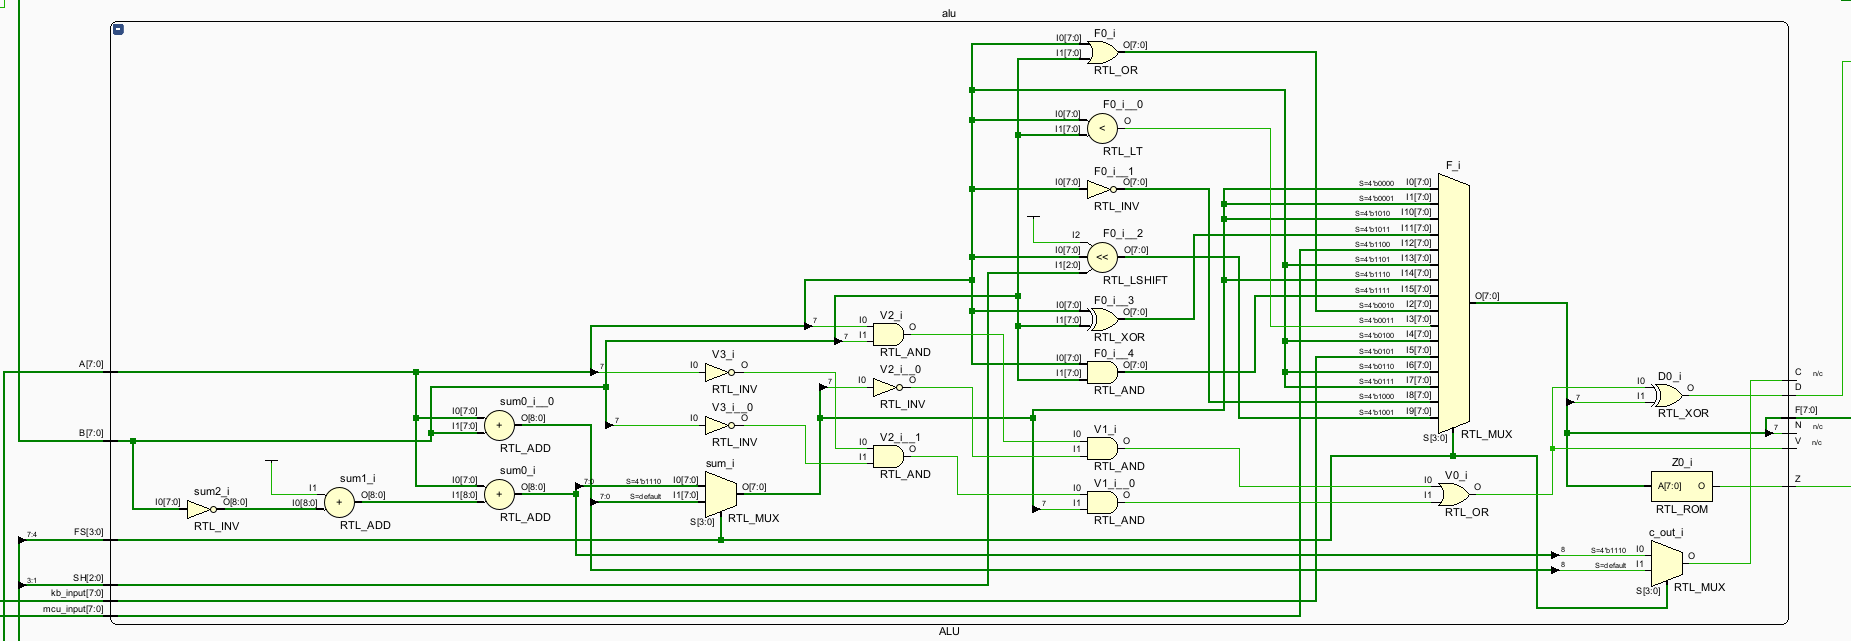 alu
F0_i
I0[7:0] O[7:0]
I1[7:0]
RTL_OR
F0_i__0
I0[7:0] O
I1[7:0]
<
RTL_LT
F0_i__1
I0[7:0] O[7:0]
RTL_INV
F0_i__2
I2
I0[7:0] O[7:0]
I1[2:0]
<<
RTL_LSHIFT
F0_i__3
I0[7:0] O[7:0]
I1[7:0]
RTL_XOR
F0_i__4
I0[7:0] O[7:0]
I1[7:0]
RTL_AND
F_i
S=4'b0000 I0[7:0]
S=4'b0001 I1[7:0]
S=4'b1010 I10[7:0]
S=4'b1011 I11[7:0]
S=4'b1100 I12[7:0]
S=4'b1101 I13[7:0]
S=4'b1110 I14[7:0]
S=4'b1111 I15[7:0]
S=4'b0010 I2[7:0]
S=4'b0011 I3[7:0]
S=4'b0100 I4[7:0]
S=4'b0101 I5[7:0]
S=4'b0110 I6[7:0]
S=4'b0111 I7[7:0]
S=4'b1000 I8[7:0]
S=4'b1001 I9[7:0]
O[7:0]
S[3:0]
RTL_MUX
7 I0
7 I1
V2_i
O
RTL_AND
A[7:0]
7 I0
V3_i
O
RTL_INV
7 I0
V2_i__0
O
RTL_INV
7 I0
V3_i__0
O
RTL_INV
sum0_i__0
I0[7:0] O[8:0]
I1[7:0]
+
RTL_ADD
B[7:0]
V2_i__1
I0 O
I1
RTL_AND
V1_i
I0 O
I1
RTL_AND
sum2_i
I0[7:0] O[8:0]
RTL_INV
sum1_i
I1 O[8:0]
I0[8:0]
+
RTL_ADD
sum0_i
I0[7:0] O[8:0]
I1[8:0]
+
RTL_ADD
sum_i
7:0 S=4'b1110 I0[7:0]
7:0 S=default I1[7:0]
O[7:0]
S[3:0]
RTL_MUX
V1_i__0
I0 O
7 I1
RTL_AND
V0_i
I0 O
I1
RTL_OR
D0_i
I0 O
7 I1
RTL_XOR
C n/c
D
F[7:0]
7 N n/c
V n/c
Z0_i
A[7:0] O
RTL_ROM
Z
c_out_i
8 S=4'b1110 I0
8 S=default I1
O
S[3:0]
RTL_MUX
7:4 FS[3:0]
3:1 SH[2:0]
kb_input[7:0]
mcu_input[7:0]
ALU